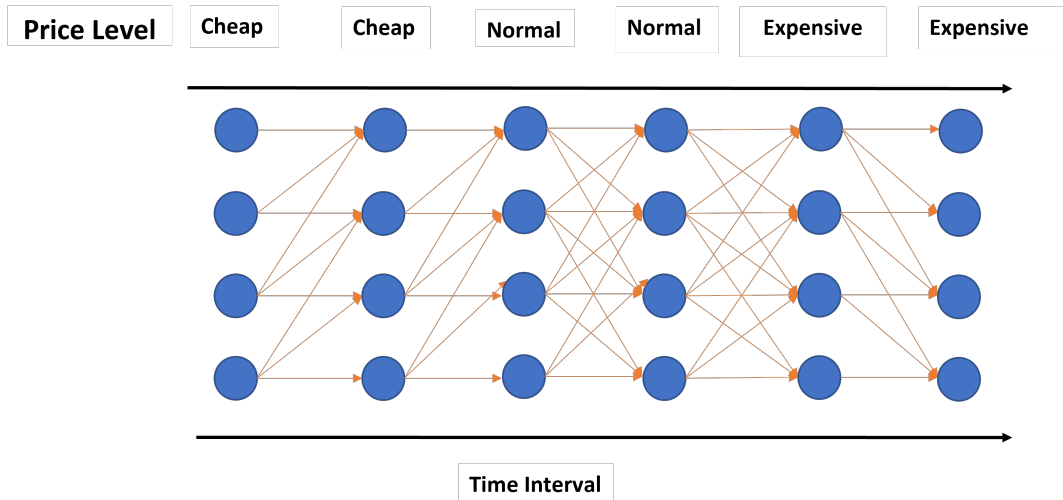 Price Level
Cheap
Cheap
Normal
Normal
Expensive
Expensive
Time Interval